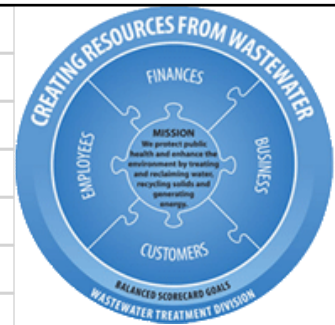 CREATING RESOURCES FROM WASTEWATER
FINANCES
EMPLOYEES
MISSION
We protect public
health and enhance the
environment by treating
and reclaiming water,
recycling solids and
generating
energy.
BUSINESS
CUSTOMERS
BALANCED SCORECARD GOALS
WASTEWATER TREATMENT DIVISION